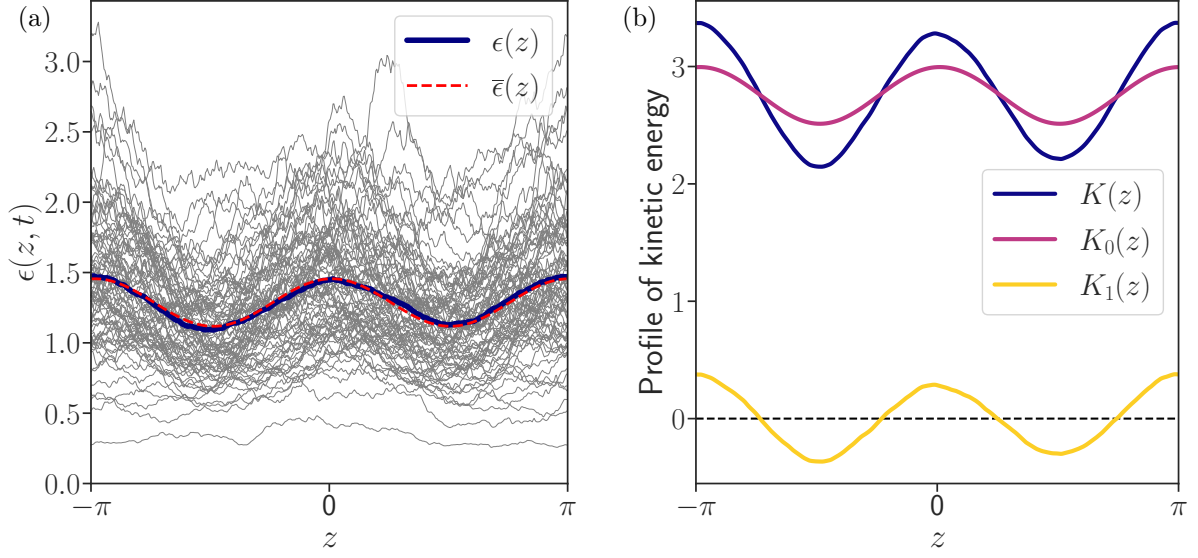 (a)
ϵ(z, t)
3.0
2.5
2.0
1.5
1.0
0.5
0.0
ϵ(z)
ϵ̅(z)
−π
0
π
z
(b)
Profile of kinetic energy
3
2
1
0
K(z)
K₀(z)
K₁(z)
−π
0
π
z